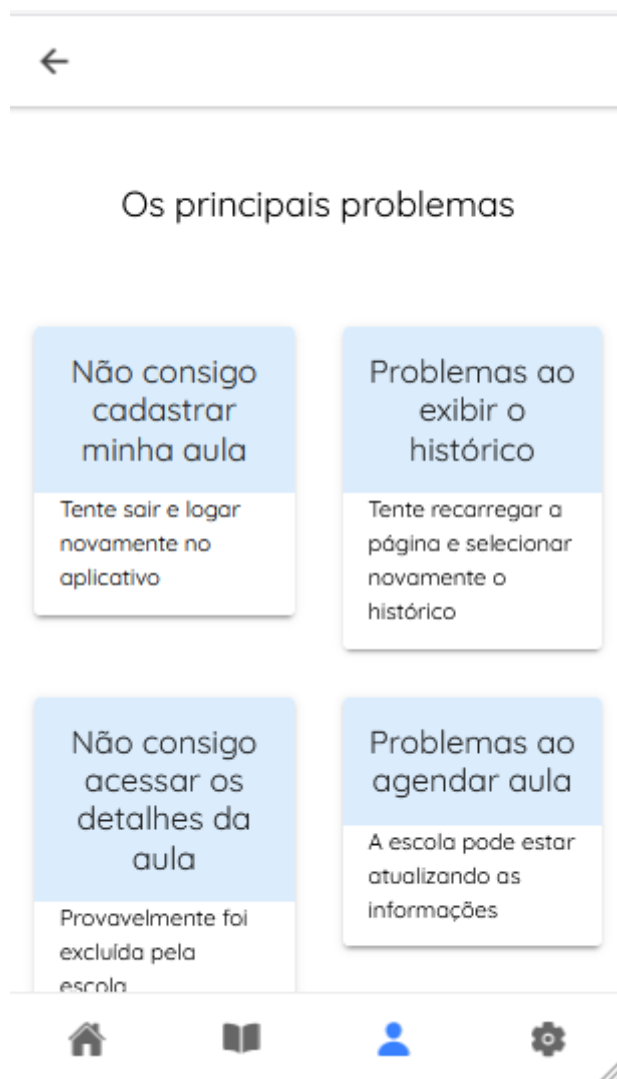 Os principais problemas
Não consigo
cadastrar
minha aula
Tente sair e logar
novamente no
aplicativo
Problemas ao
exibir o
histórico
Tente recarregar a
página e selecionar
novamente o
histórico
Não consigo
acessar os
detalhes da
aula
Provavelmente foi
excluída pela
escola
Problemas ao
agendar aula
A escola pode estar
atualizando as
informações